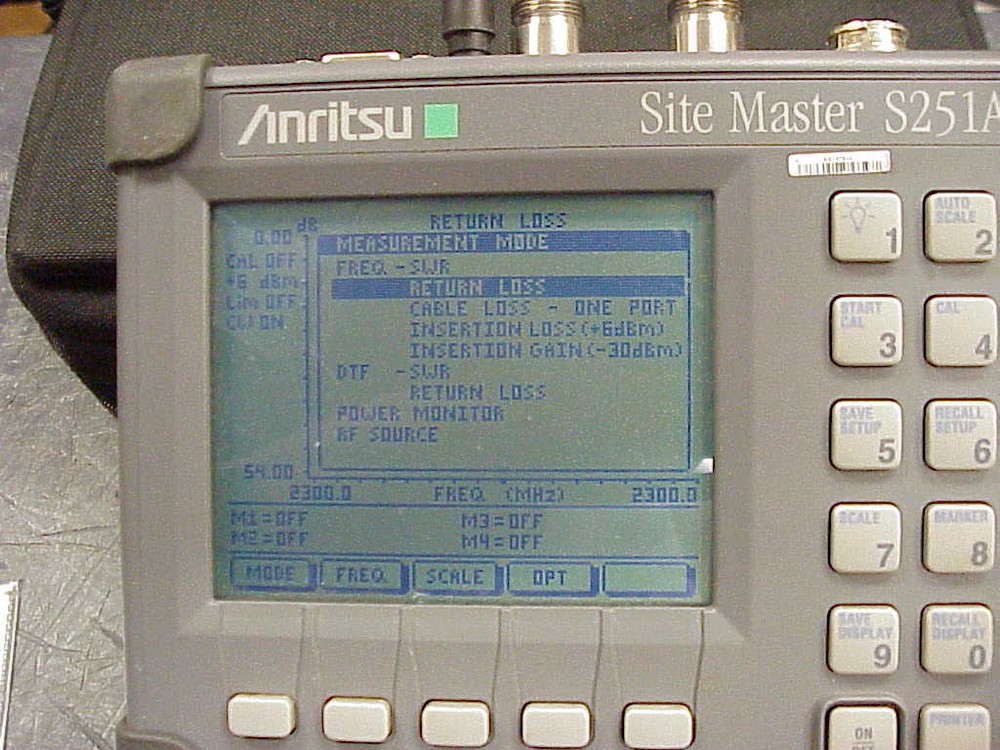 Anritsu
Site Master S251A
dB
RETURN LOSS
0.00
MEASUREMENT MODE
CAL OFF
FREQ - SWR
+6 dBm
RETURN LOSS
Lim OFF
CABLE LOSS - ONE PORT
CW ON
INSERTION LOSS(+6dBm)
INSERTION GAIN(-30dBm)
DTF - SWR
RETURN LOSS
POWER MONITOR
RF SOURCE
54.00
2300.0 FREQ (MHz) 2300.0
M1=OFF M3=OFF
M2=OFF M4=OFF
MODE FREQ SCALE OPT
1
AUTO
SCALE
2
START
CAL
3
CAL
4
SAVE
SETUP
5
RECALL
SETUP
6
SCALE
7
MARKER
8
SAVE
DISPLAY
9
RECALL
DISPLAY
0
ON
OFF
PRINTER